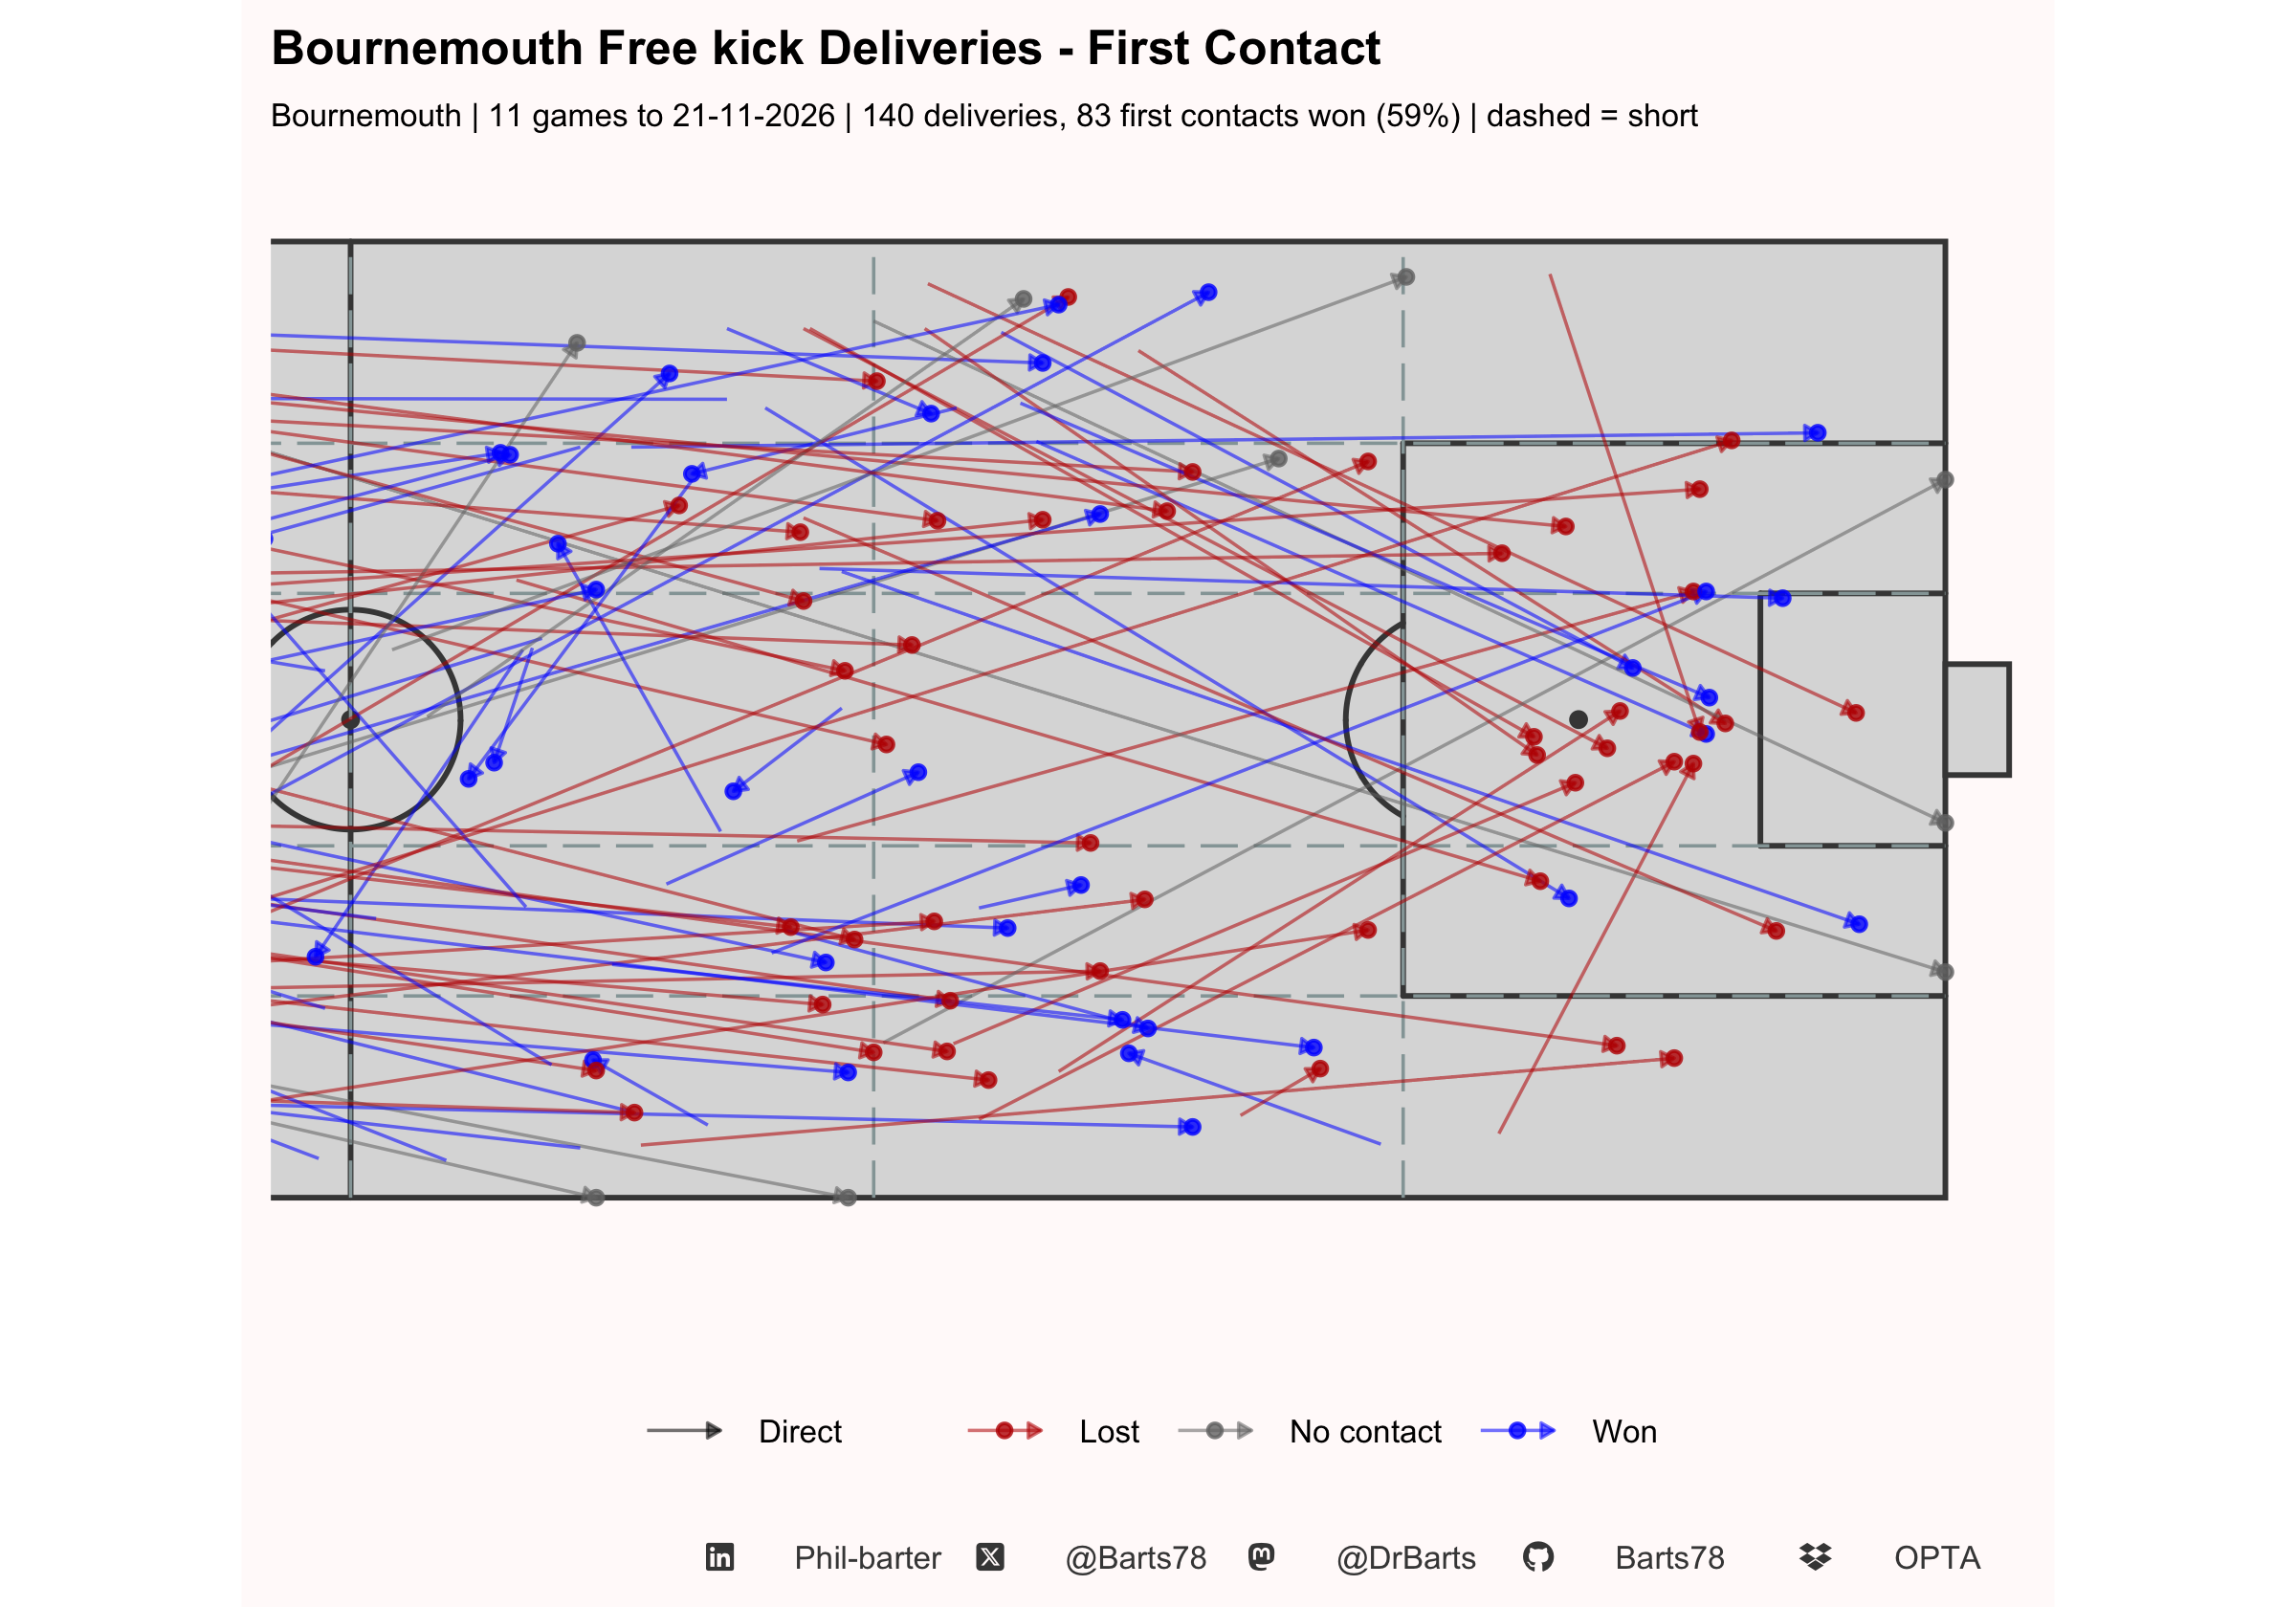 Bournemouth Free kick Deliveries - First Contact
Bournemouth | 11 games to 21-11-2026 | 140 deliveries, 83 first contacts won (59%) | dashed = short
Direct Lost No contact Won
Phil-barter @Barts78 @DrBarts Barts78 OPTA